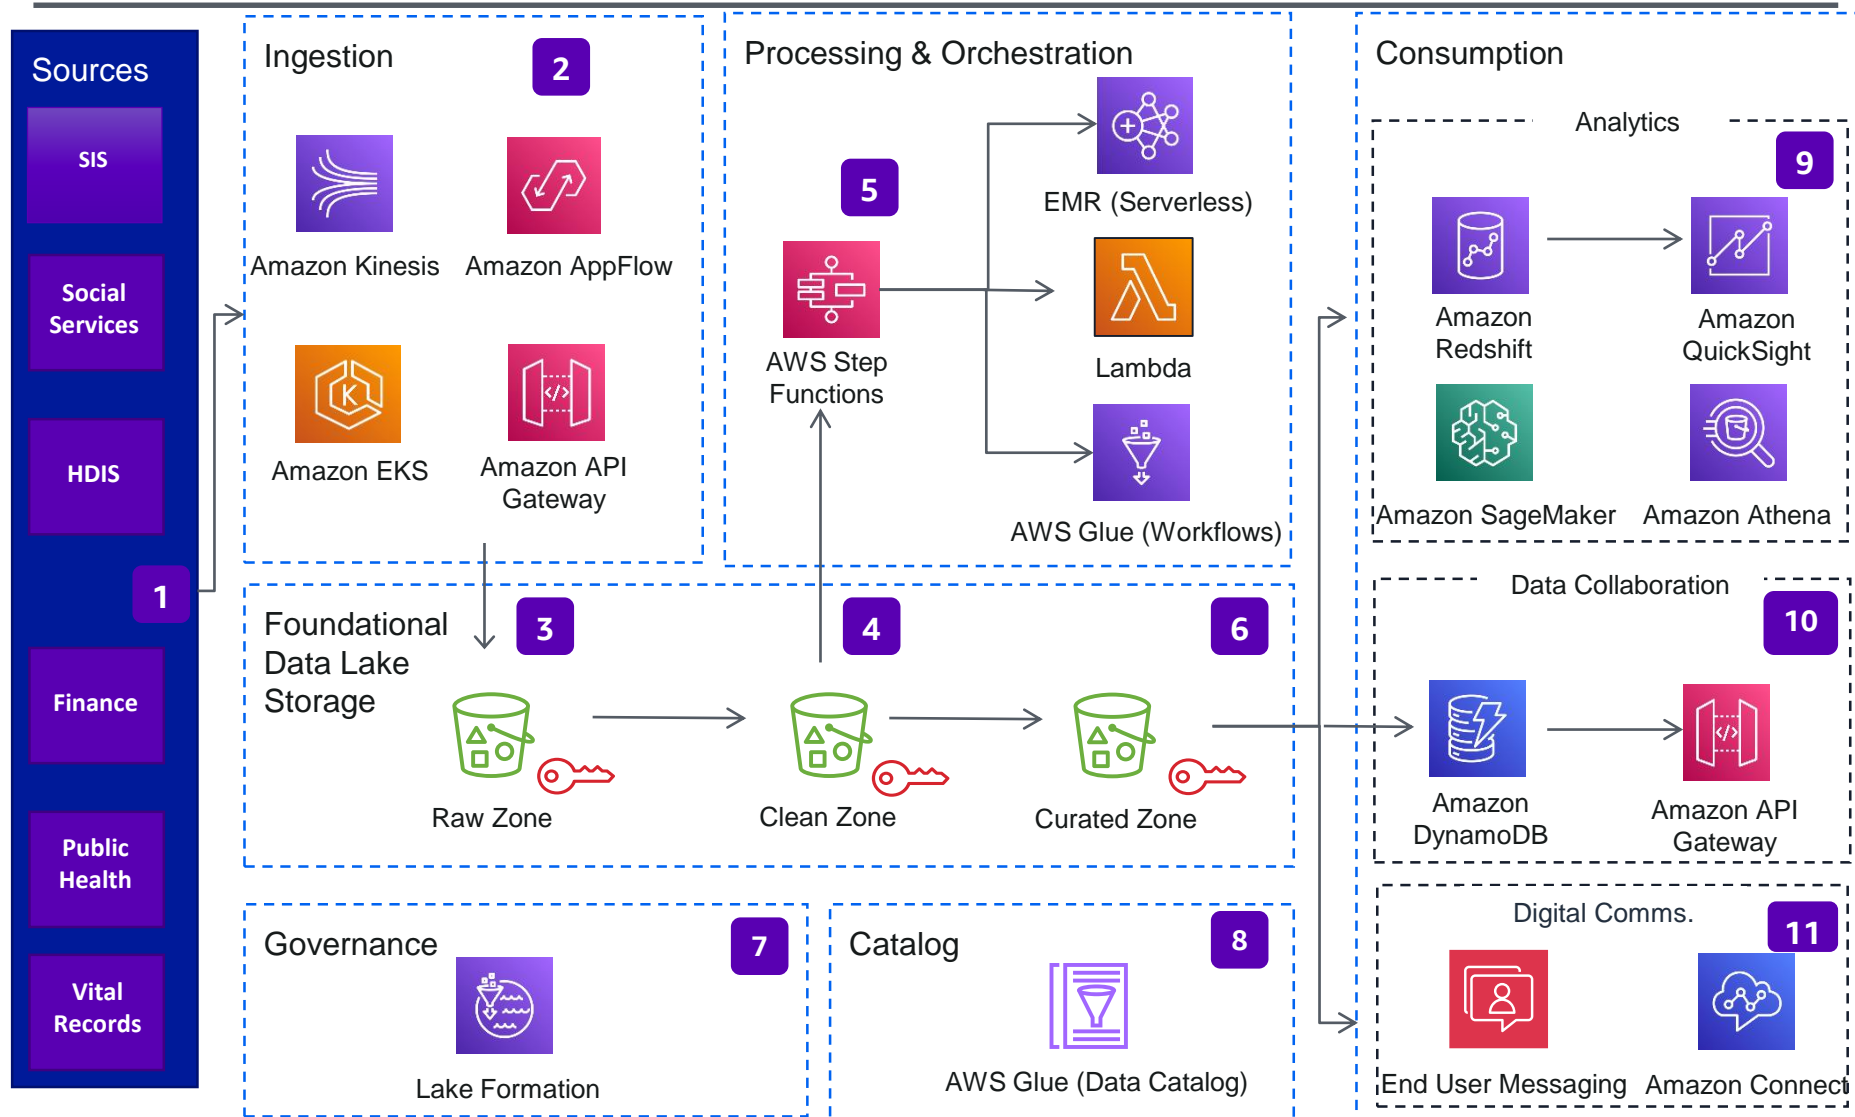 Sources
SIS
Social
Services
HDIS
1
Finance
Public
Health
Vital
Records
Ingestion
2
Amazon Kinesis
Amazon AppFlow
Amazon EKS
Amazon API
Gateway
Processing & Orchestration
5
AWS Step
Functions
EMR (Serverless)
Lambda
AWS Glue (Workflows)
Foundational
Data Lake
Storage
3
4
6
Raw Zone
Clean Zone
Curated Zone
Governance
7
Lake Formation
Catalog
8
AWS Glue (Data Catalog)
Consumption
Analytics
9
Amazon
Redshift
Amazon
QuickSight
Amazon SageMaker
Amazon Athena
Data Collaboration
10
Amazon
DynamoDB
Amazon API
Gateway
Digital Comms.
11
End User Messaging
Amazon Connect